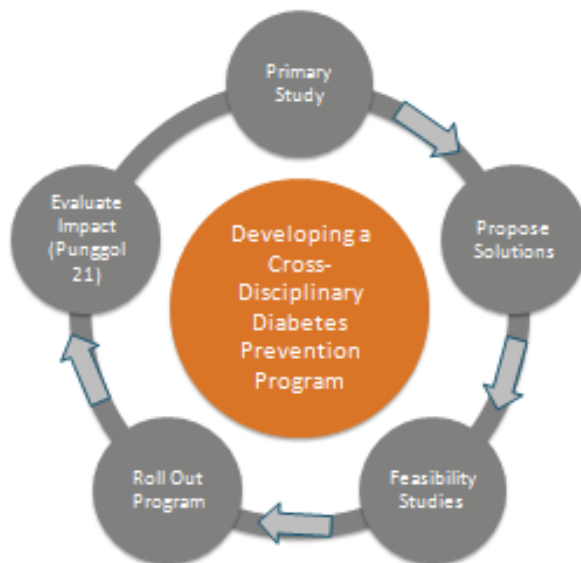 Primary
Study
Propose
Solutions
Feasibility
Studies
Roll Out
Program
Evaluate
Impact
(Punggol
21)
Developing a
Cross-
Disciplinary
Diabetes
Prevention
Program